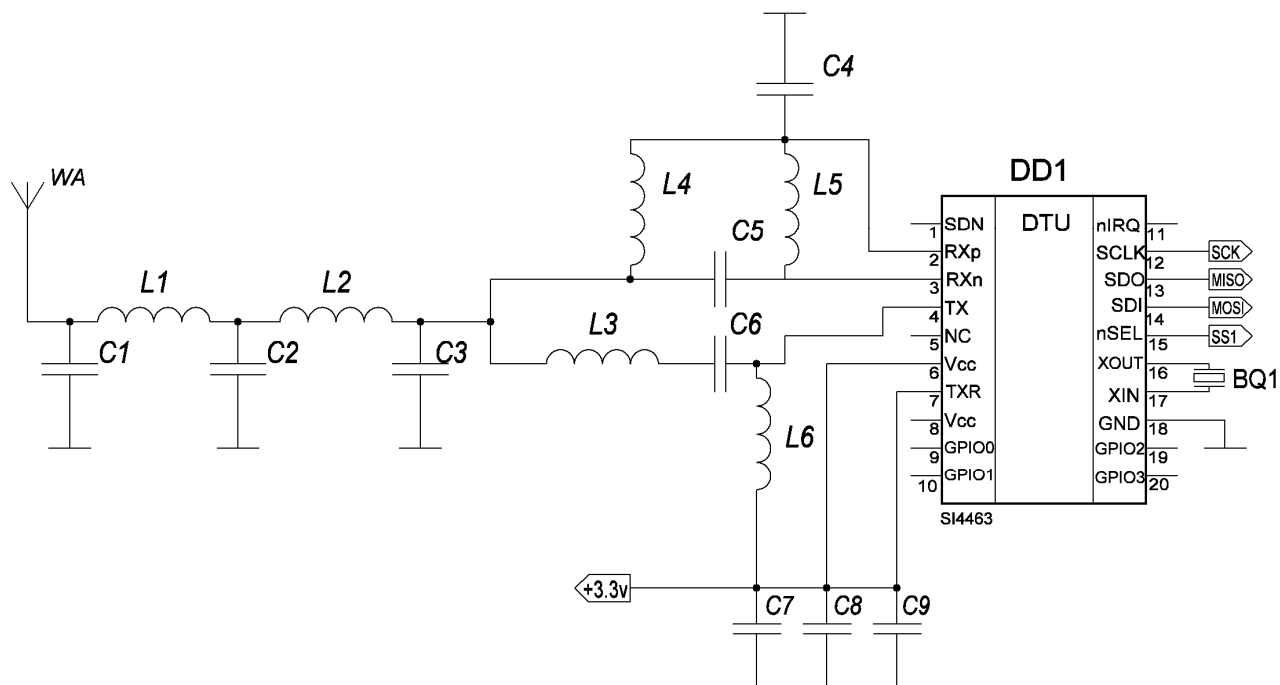 C4
WA
L4
L5
C5
DD1
DTU
SI4463
1 SDN
2 RXp
3 RXn
4 TX
5 NC
6 Vcc
7 TXR
8 Vcc
9 GPIO0
10 GPIO1
nIRQ 11
SCLK 12 SCK
SDO 13 MISO
SDI 14 MOSI
nSEL 15 SS1
XOUT 16
XIN 17
BQ1
GND 18
GPIO2 19
GPIO3 20
L1
L2
L3
C6
C1
C2
C3
L6
+3.3v
C7
C8
C9